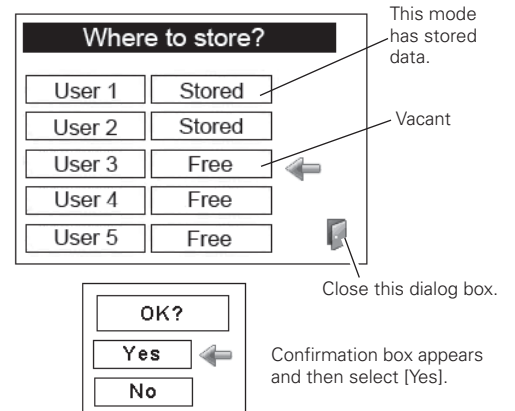 This mode
has stored
data.
Where to store?
User 1 Stored
User 2 Stored
Vacant
User 3 Free
User 4 Free
User 5 Free
Close this dialog box.
OK?
Yes
No
Confirmation box appears
and then select [Yes].